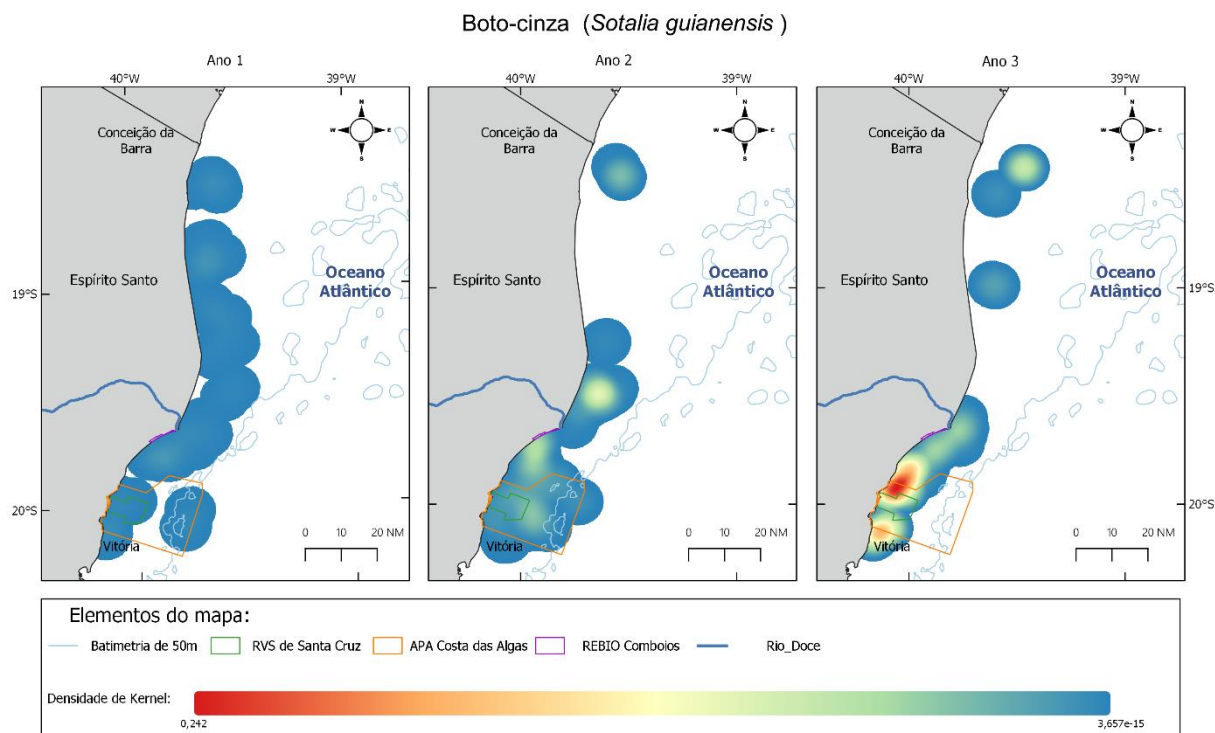 Boto-cinza (Sotalia guianensis )
Ano 1
40°W
39°W
Conceição da
Barra
Espírito Santo
Oceano
Atlântico
19°S
20°S
Vitória
N
W
E
S
0 10 20 NM
Ano 2
40°W
39°W
Conceição da
Barra
Espírito Santo
Oceano
Atlântico
Vitória
N
W
E
S
0 10 20 NM
Ano 3
40°W
39°W
Conceição da
Barra
Espírito Santo
Oceano
Atlântico
19°S
20°S
Vitória
N
W
E
S
0 10 20 NM
Elementos do mapa:
Batimetria de 50m RVS de Santa Cruz APA Costa das Algas REBIO Comboios Rio_Doce
Densidade de Kernel:
0,242 3,657e-15